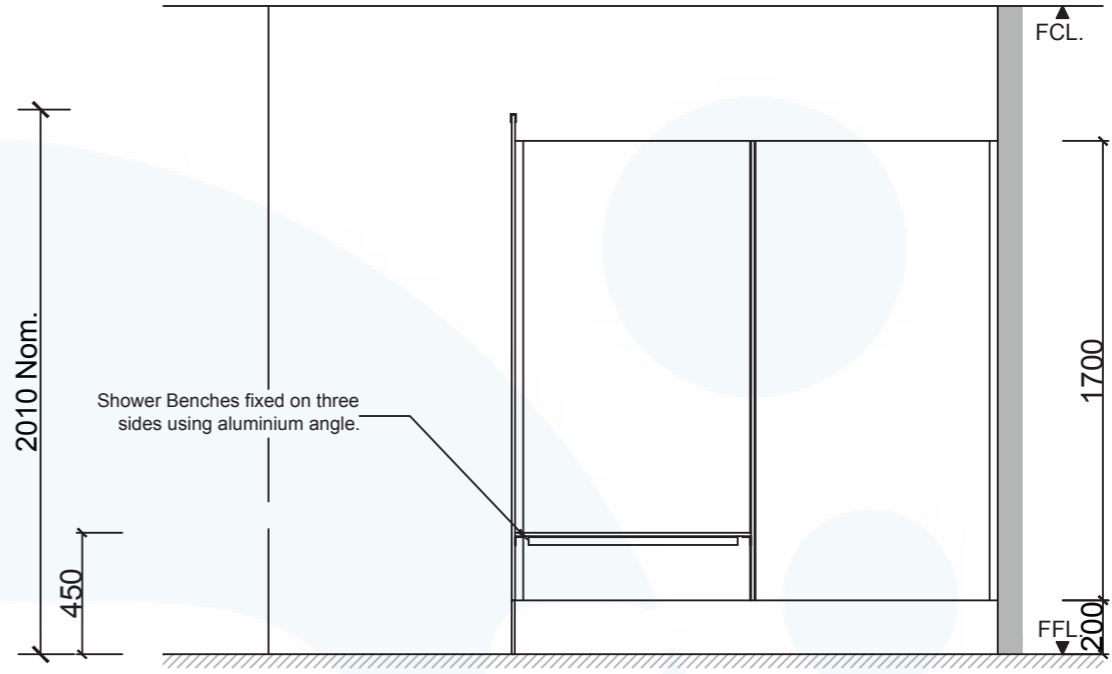 FCL.
2010 Nom.
1700
Shower Benches fixed on three
sides using aluminium angle.
450
FFL.
200